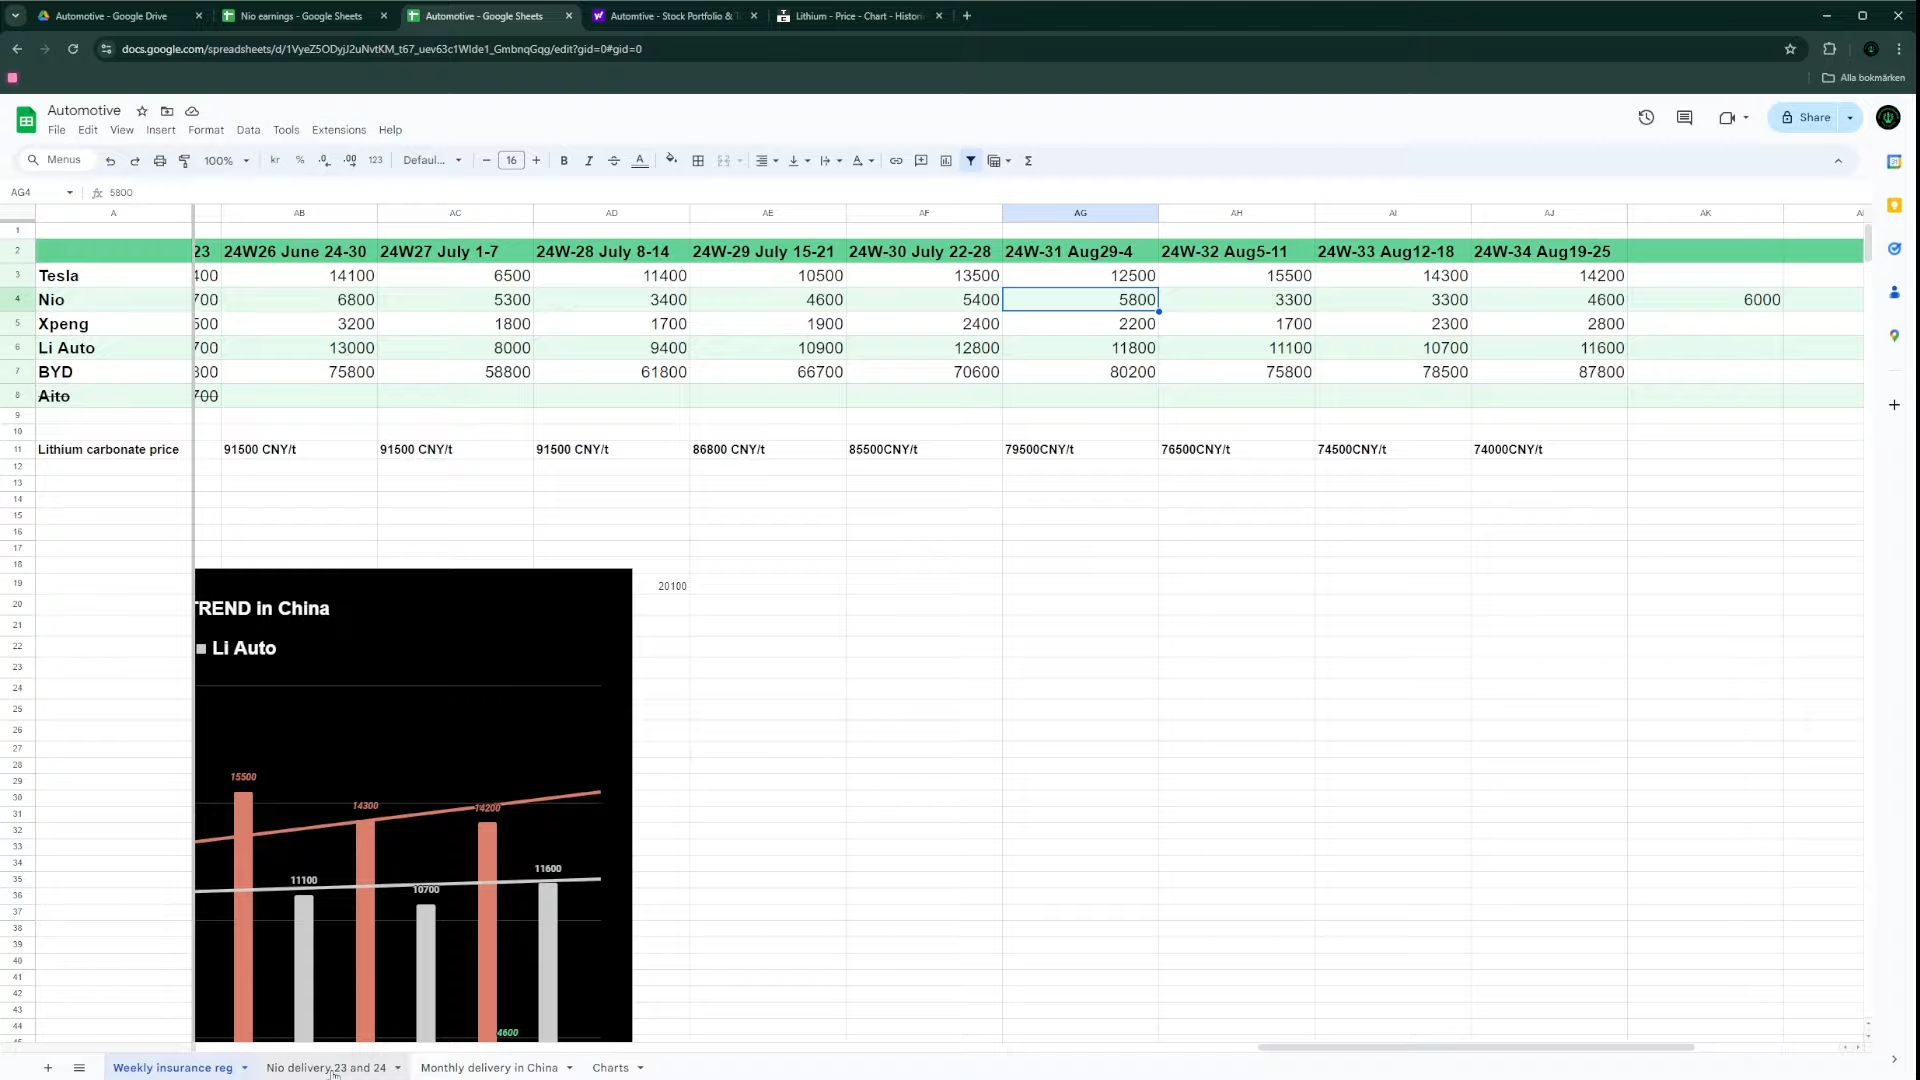 Automotive - Google Drive
Nio earnings - Google Sheets
Automotive - Google Sheets
Automtive - Stock Portfolio &
Lithium - Price - Chart - Histori
docs.google.com/spreadsheets/d/1VyeZ5ODyjJ2uNvtKM_t67_uev63c1WIde1_GmbnqGqg/edit?gid=0#gid=0
Alla bokmärken
Automotive
File Edit View Insert Format Data Tools Extensions Help
Share
Menus 100% kr % .0 .00 123 Defaul... 16 B I A Σ
AG4 fx 5800
A AB AC AD AE AF AG AH AI AJ AK
1
2 23 24W26 June 24-30 24W27 July 1-7 24W-28 July 8-14 24W-29 July 15-21 24W-30 July 22-28 24W-31 Aug29-4 24W-32 Aug5-11 24W-33 Aug12-18 24W-34 Aug19-25
3 Tesla 400 14100 6500 11400 10500 13500 12500 15500 14300 14200
4 Nio 700 6800 5300 3400 4600 5400 5800 3300 3300 4600 6000
5 Xpeng 500 3200 1800 1700 1900 2400 2200 1700 2300 2800
6 Li Auto 700 13000 8000 9400 10900 12800 11800 11100 10700 11600
7 BYD 300 75800 58800 61800 66700 70600 80200 75800 78500 87800
8 Aito 700
9
10
11 Lithium carbonate price 91500 CNY/t 91500 CNY/t 91500 CNY/t 86800 CNY/t 85500CNY/t 79500CNY/t 76500CNY/t 74500CNY/t 74000CNY/t
12
13
14
15
16
17
18
19 20100
20 TREND in China
21
22 Li Auto
23
24
25
26
27
28
29 15500
30
31 14300 14200
32
33
34
35 11100 10700 11600
36
37
38
39
40
41
42
43
44 4600
Weekly insurance reg Nio delivery 23 and 24 Monthly delivery in China Charts